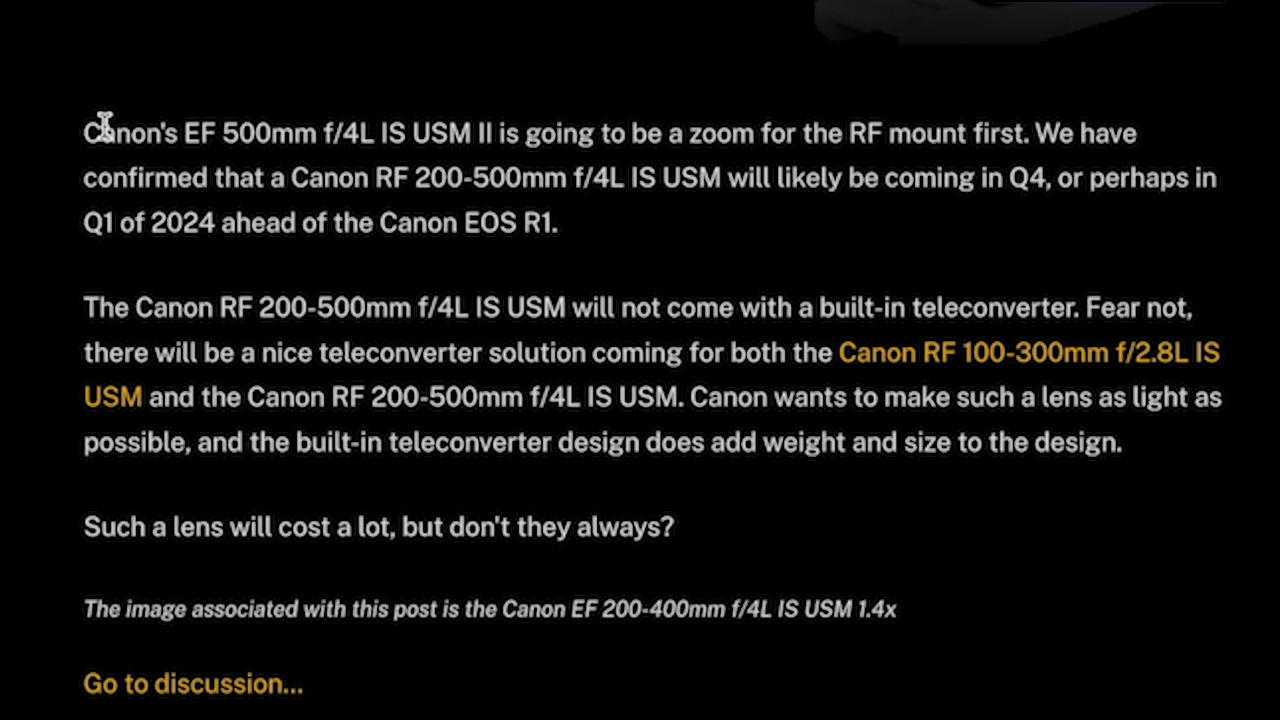 Canon's EF 500mm f/4L IS USM II is going to be a zoom for the RF mount first. We have
confirmed that a Canon RF 200-500mm f/4L IS USM will likely be coming in Q4, or perhaps in
Q1 of 2024 ahead of the Canon EOS R1.
The Canon RF 200-500mm f/4L IS USM will not come with a built-in teleconverter. Fear not,
there will be a nice teleconverter solution coming for both the Canon RF 100-300mm f/2.8L IS
USM and the Canon RF 200-500mm f/4L IS USM. Canon wants to make such a lens as light as
possible, and the built-in teleconverter design does add weight and size to the design.
Such a lens will cost a lot, but don't they always?
The image associated with this post is the Canon EF 200-400mm f/4L IS USM 1.4x
Go to discussion...